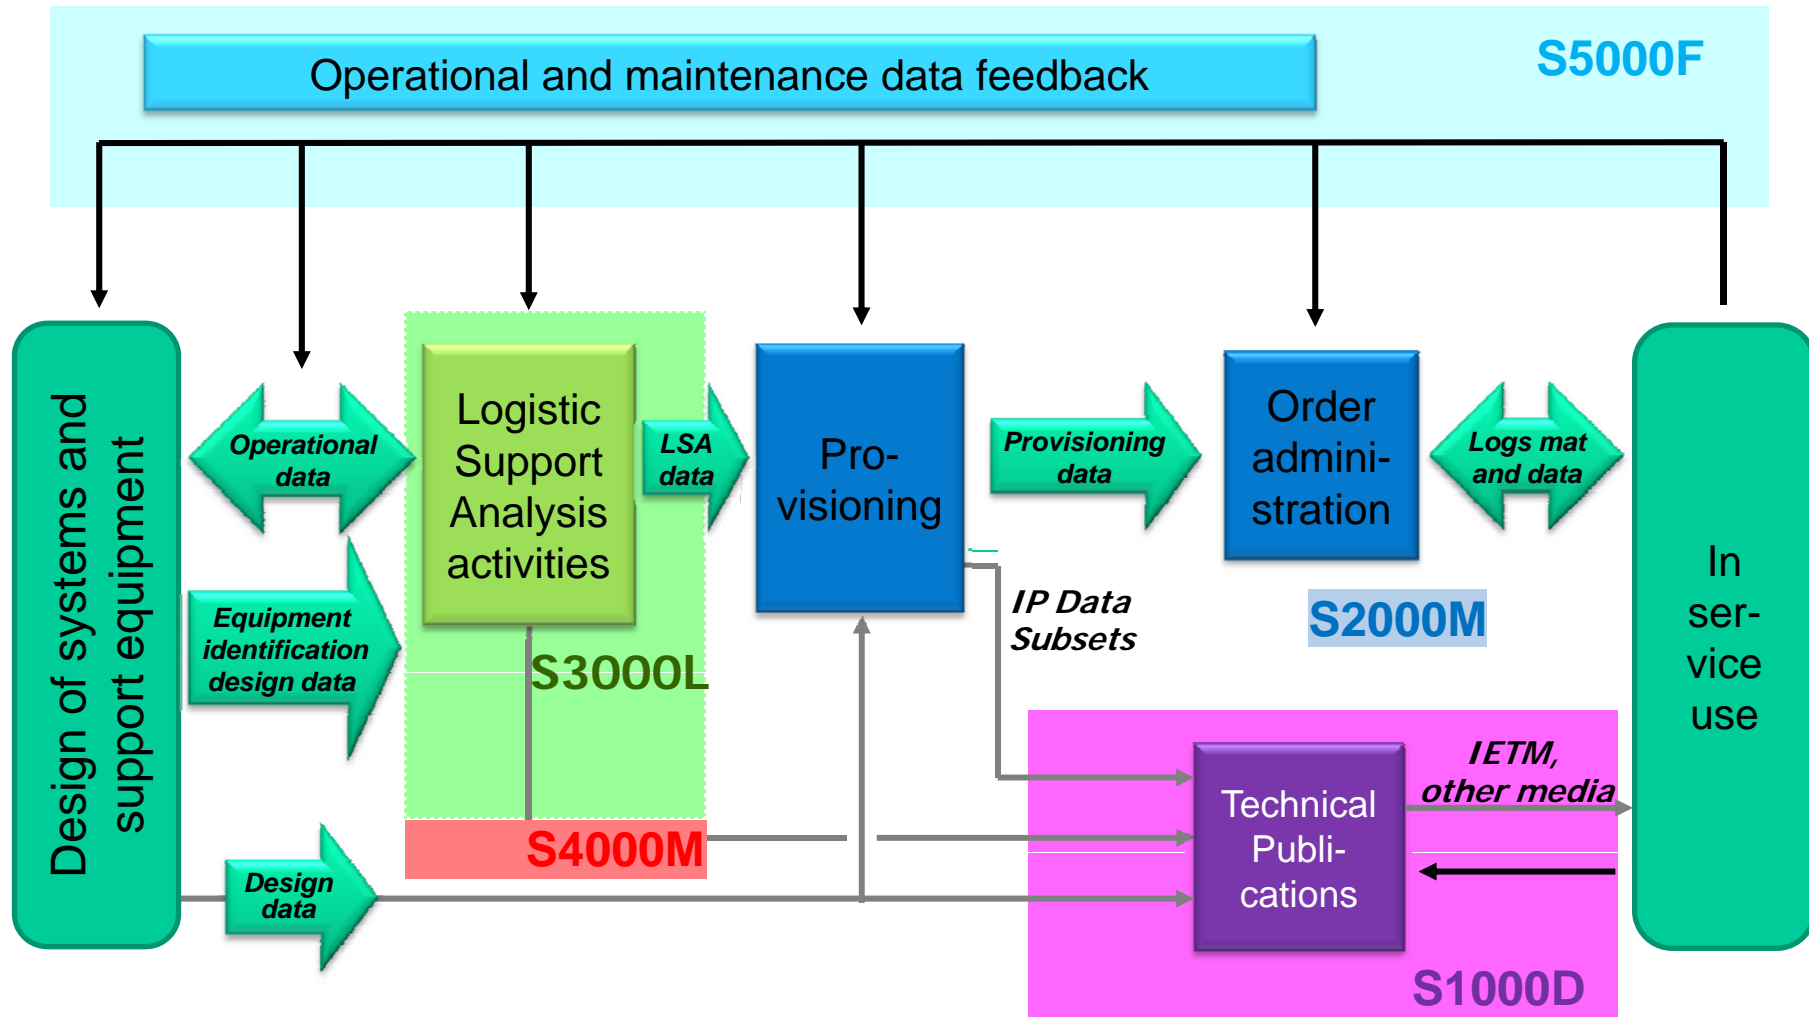 S5000F
Operational and maintenance data feedback
Design of systems and
support equipment
Operational
data
Equipment
identification
design data
Design
data
Logistic
Support
Analysis
activities
S3000L
S4000M
LSA
data
Pro-
visioning
Provisioning
data
IP Data
Subsets
Order
admini-
stration
S2000M
Logs mat
and data
Technical
Publi-
cations
IETM,
other media
S1000D
In
ser-
vice
use